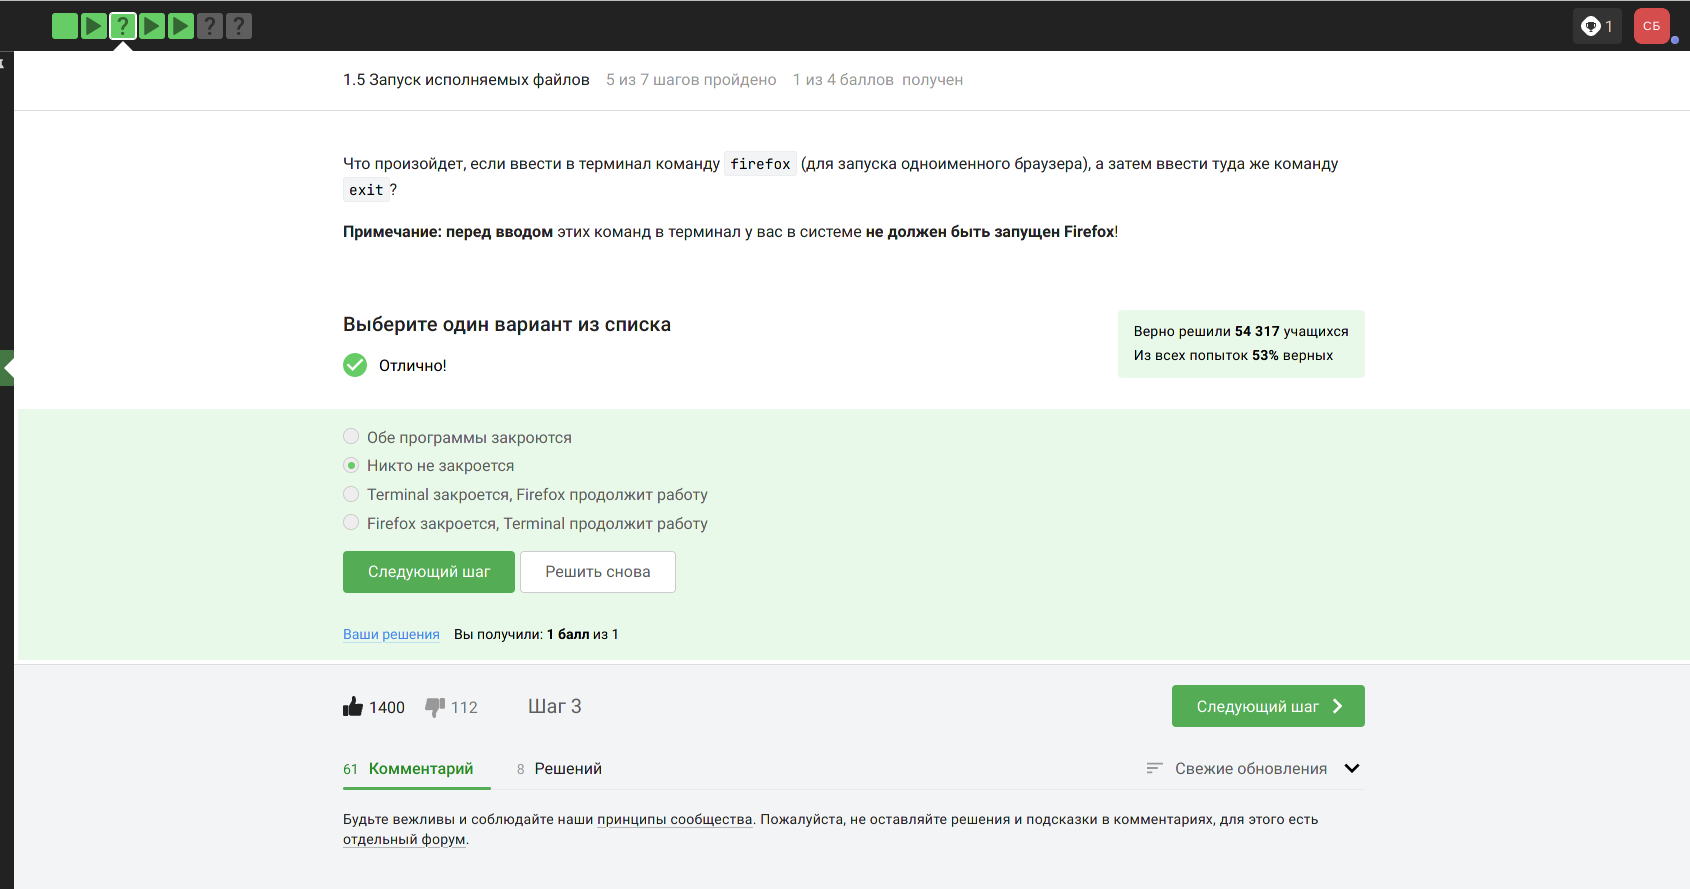 ? ? ?
1
СБ
1.5 Запуск исполняемых файлов 5 из 7 шагов пройдено 1 из 4 баллов получен
Что произойдет, если ввести в терминал команду firefox (для запуска одноименного браузера), а затем ввести туда же команду
exit ?
Примечание: перед вводом этих команд в терминал у вас в системе не должен быть запущен Firefox!
Выберите один вариант из списка
Верно решили 54 317 учащихся
Из всех попыток 53% верных
Отлично!
Обе программы закроются
Никто не закроется
Terminal закроется, Firefox продолжит работу
Firefox закроется, Terminal продолжит работу
Следующий шаг Решить снова
Ваши решения Вы получили: 1 балл из 1
1400 112 Шаг 3 Следующий шаг
61 Комментарий 8 Решений Свежие обновления
Будьте вежливы и соблюдайте наши принципы сообщества. Пожалуйста, не оставляйте решения и подсказки в комментариях, для этого есть
отдельный форум.